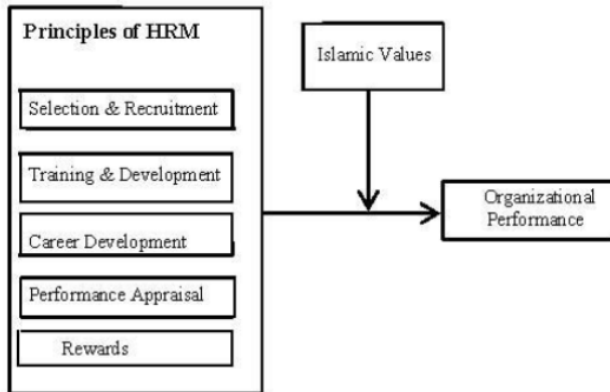 Principles of HRM
Selection & Recruitment
Training & Development
Career Development
Performance Appraisal
Rewards
Islamic Values
Organizational
Performance